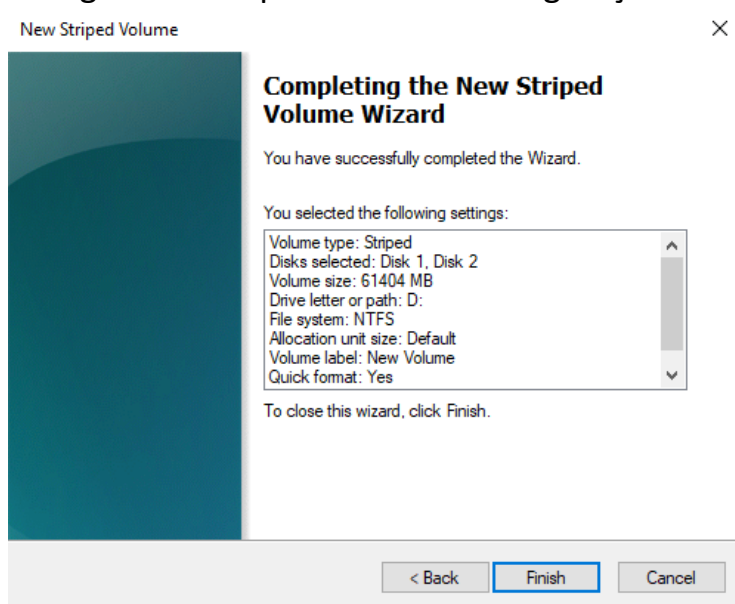 New Striped Volume
Completing the New Striped
Volume Wizard
You have successfully completed the Wizard.
You selected the following settings:
Volume type: Striped
Disks selected: Disk 1, Disk 2
Volume size: 61404 MB
Drive letter or path: D:
File system: NTFS
Allocation unit size: Default
Volume label: New Volume
Quick format: Yes
To close this wizard, click Finish.
< Back
Finish
Cancel